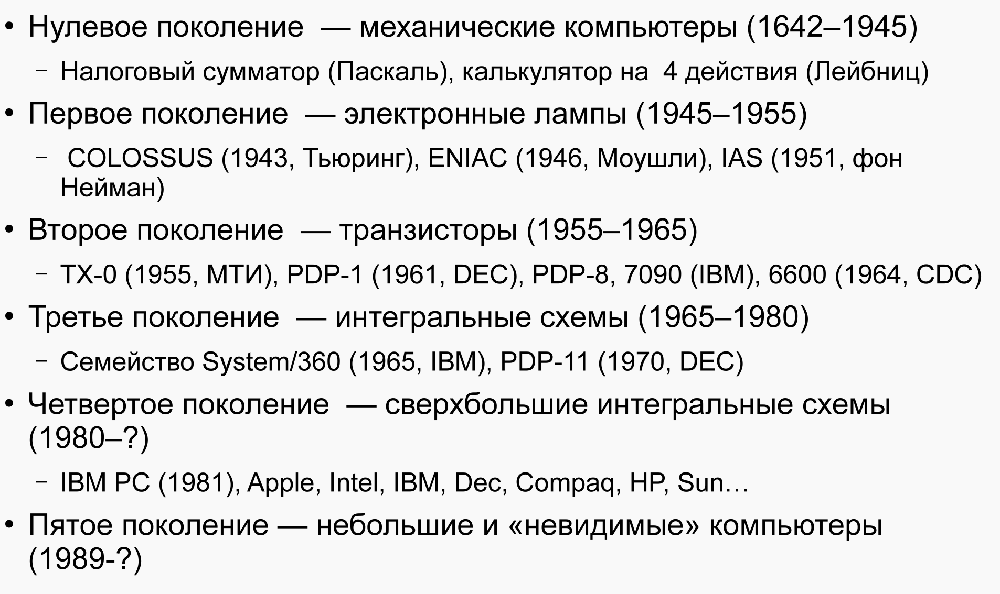 • Нулевое поколение — механические компьютеры (1642–1945)
– Налоговый сумматор (Паскаль), калькулятор на 4 действия (Лейбниц)
• Первое поколение — электронные лампы (1945–1955)
– COLOSSUS (1943, Тьюринг), ENIAC (1946, Моушли), IAS (1951, фон
Нейман)
• Второе поколение — транзисторы (1955–1965)
– TX-0 (1955, МТИ), PDP-1 (1961, DEC), PDP-8, 7090 (IBM), 6600 (1964, CDC)
• Третье поколение — интегральные схемы (1965–1980)
– Семейство System/360 (1965, IBM), PDP-11 (1970, DEC)
• Четвертое поколение — сверхбольшие интегральные схемы
(1980–?)
– IBM PC (1981), Apple, Intel, IBM, Dec, Compaq, HP, Sun…
• Пятое поколение — небольшие и «невидимые» компьютеры
(1989-?)